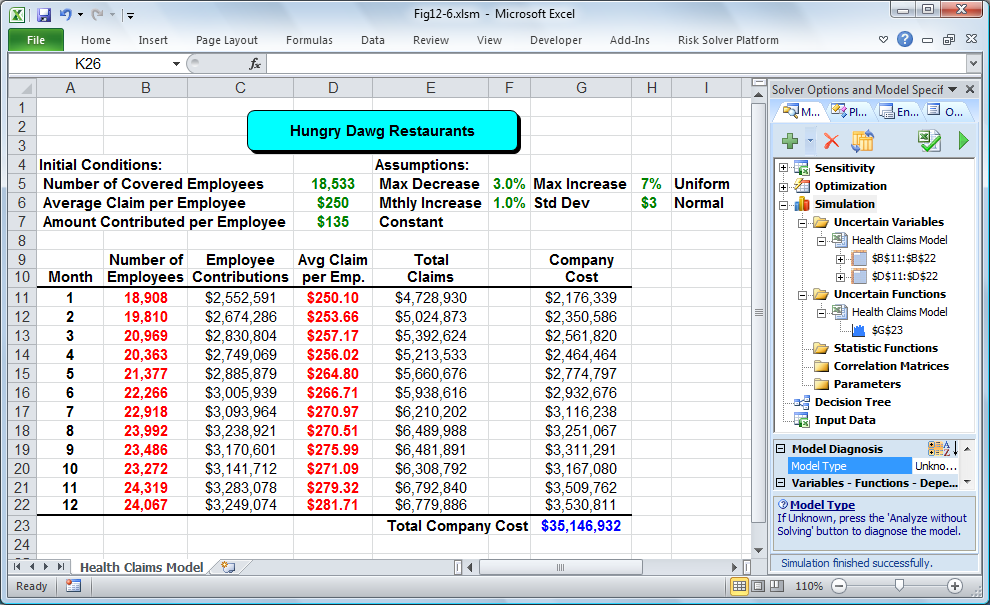 Fig12-6.xlsm - Microsoft Excel
File Home Insert Page Layout Formulas Data Review View Developer Add-Ins Risk Solver Platform
K26 fx
A B C D E F G H I
1
2 Hungry Dawg Restaurants
3
4 Initial Conditions: Assumptions:
5 Number of Covered Employees 18,533 Max Decrease 3.0% Max Increase 7% Uniform
6 Average Claim per Employee $250 Mthly Increase 1.0% Std Dev $3 Normal
7 Amount Contributed per Employee $135 Constant
8
9 Number of Employee Avg Claim Total Company
10 Month Employees Contributions per Emp. Claims Cost
11 1 18,908 $2,552,591 $250.10 $4,728,930 $2,176,339
12 2 19,810 $2,674,286 $253.66 $5,024,873 $2,350,586
13 3 20,969 $2,830,804 $257.17 $5,392,624 $2,561,820
14 4 20,363 $2,749,069 $256.02 $5,213,533 $2,464,464
15 5 21,377 $2,885,879 $264.80 $5,660,676 $2,774,797
16 6 22,266 $3,005,939 $266.71 $5,938,616 $2,932,676
17 7 22,918 $3,093,964 $270.97 $6,210,202 $3,116,238
18 8 23,992 $3,238,921 $270.51 $6,489,988 $3,251,067
19 9 23,486 $3,170,601 $275.99 $6,481,891 $3,311,291
20 10 23,272 $3,141,712 $271.09 $6,308,792 $3,167,080
21 11 24,319 $3,283,078 $279.32 $6,792,840 $3,509,762
22 12 24,067 $3,249,074 $281.71 $6,779,886 $3,530,811
23 Total Company Cost $35,146,932
24
Health Claims Model
Ready 110%
Solver Options and Model Specif
M... Pl... En... O...
Sensitivity
Optimization
Simulation
Uncertain Variables
Health Claims Model
$B$11:$B$22
$D$11:$D$22
Uncertain Functions
Health Claims Model
$G$23
Statistic Functions
Correlation Matrices
Parameters
Decision Tree
Input Data
Model Diagnosis
Model Type Unkno...
Variables - Functions - Depe...
Model Type
If Unknown, press the 'Analyze without
Solving' button to diagnose the model.
Simulation finished successfully.